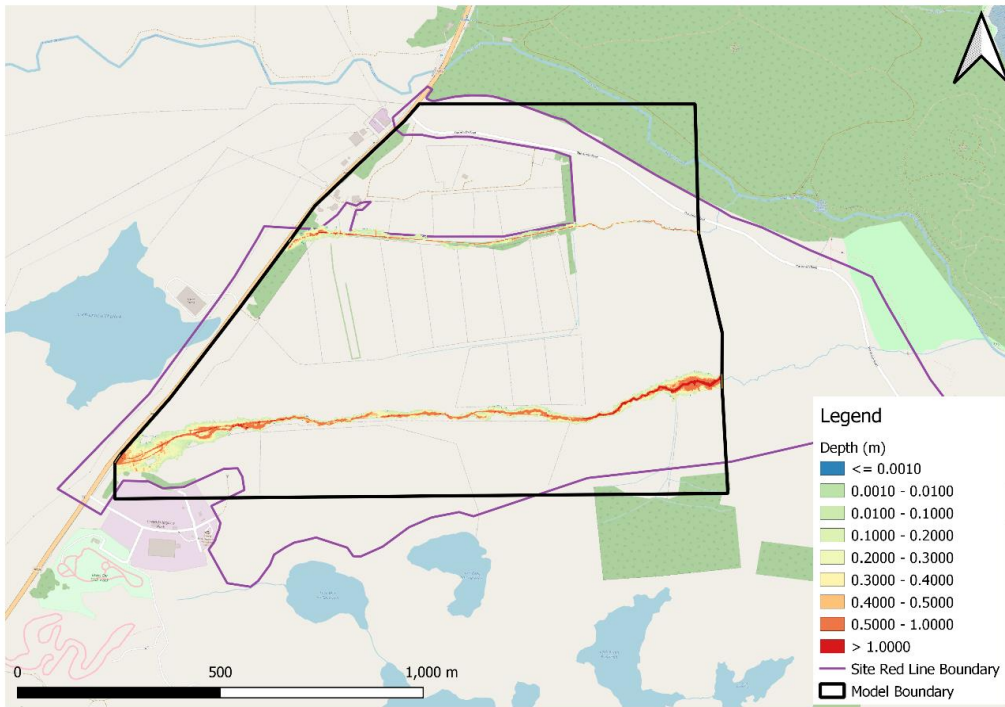 Legend
Depth (m)
<= 0.0010
0.0010 - 0.0100
0.0100 - 0.1000
0.1000 - 0.2000
0.2000 - 0.3000
0.3000 - 0.4000
0.4000 - 0.5000
0.5000 - 1.0000
> 1.0000
Site Red Line Boundary
Model Boundary
0
500
1,000 m